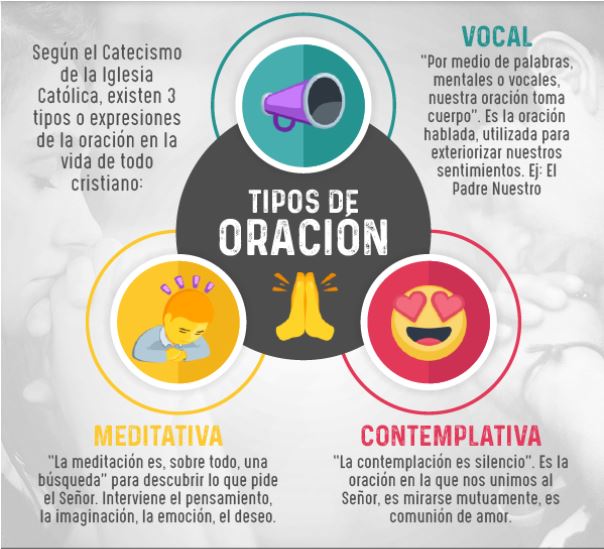 Según el Catecismo
de la Iglesia
Católica, existen 3
tipos o expresiones
de la oración en la
vida de todo
cristiano:
VOCAL
"Por medio de palabras,
mentales o vocales,
nuestra oración toma
cuerpo". Es la oración
hablada, utilizada para
exteriorizar nuestros
sentimientos. Ej: El
Padre Nuestro
TIPOS DE
ORACIÓN
MEDITATIVA
"La meditación es, sobre todo, una
búsqueda" para descubrir lo que pide
el Señor. Interviene el pensamiento,
la imaginación, la emoción, el deseo.
CONTEMPLATIVA
"La contemplación es silencio". Es la
oración en la que nos unimos al
Señor, es mirarse mutuamente, es
comunión de amor.